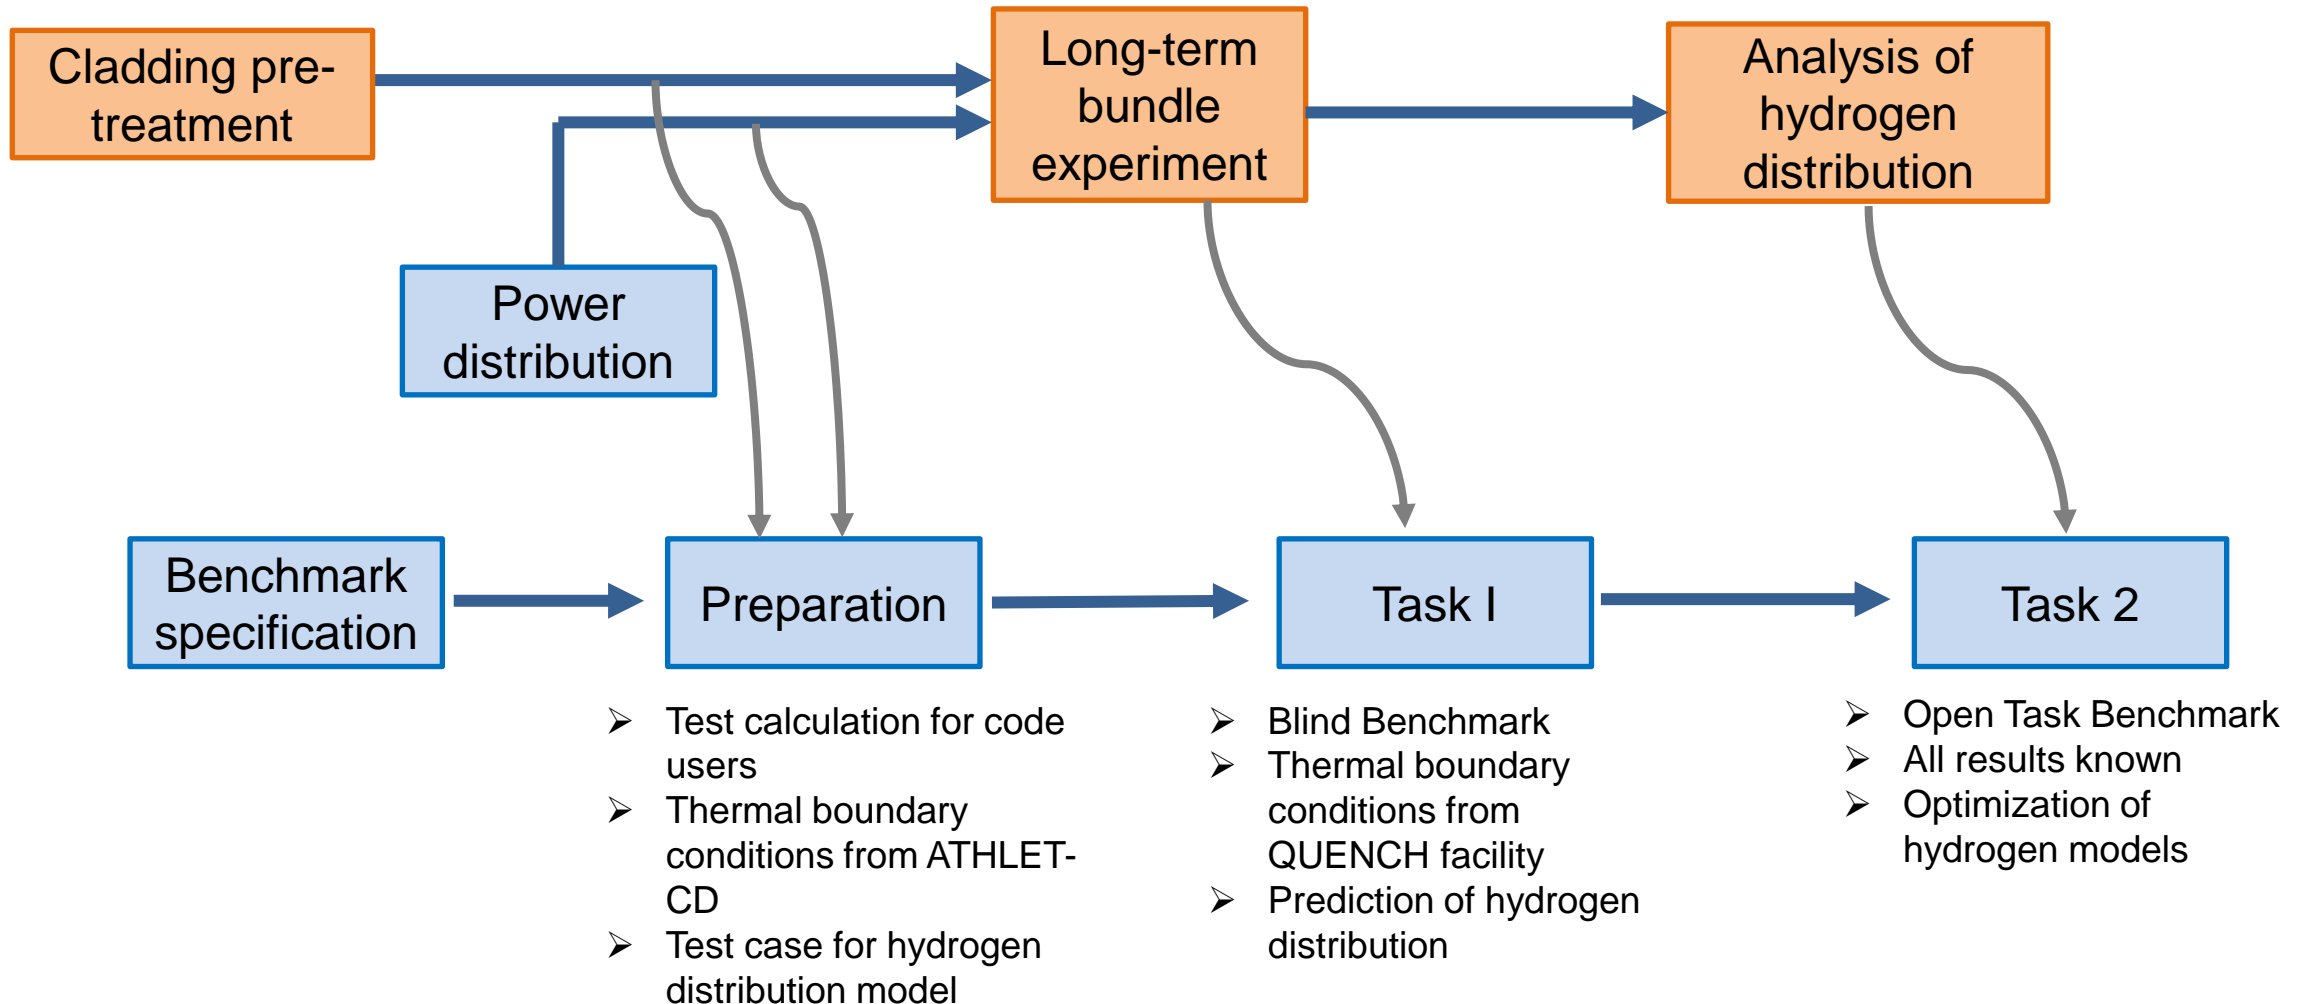 Cladding pre-
treatment
Long-term
bundle
experiment
Analysis of
hydrogen
distribution
Power
distribution
Benchmark
specification
Preparation
Task I
Task 2
➢ Test calculation for code
users
➢ Thermal boundary
conditions from ATHLET-
CD
➢ Test case for hydrogen
distribution model
➢ Blind Benchmark
➢ Thermal boundary
conditions from
QUENCH facility
➢ Prediction of hydrogen
distribution
➢ Open Task Benchmark
➢ All results known
➢ Optimization of
hydrogen models